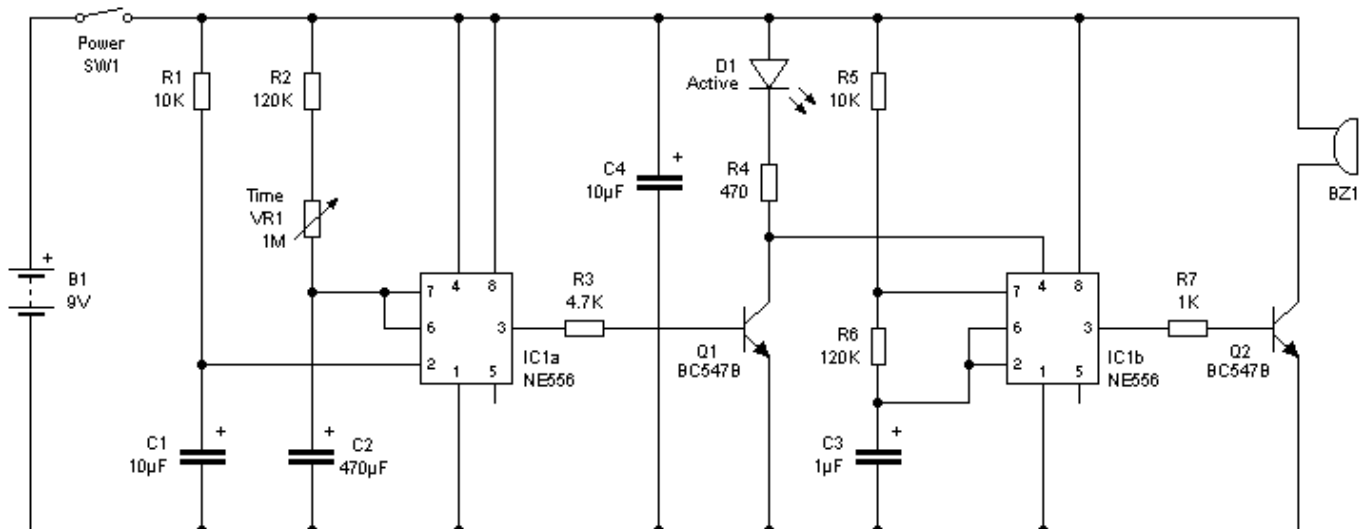 Power
SW1
R1
10K
R2
120K
D1
Active
R5
10K
+
C4
10µF
R4
470
BZ1
Time
VR1
1M
+
B1
9V
4
8
7
6
3
2
1
5
R3
4.7K
IC1a
NE556
Q1
BC547B
4
8
7
6
3
2
1
5
R6
120K
R7
1K
IC1b
NE556
Q2
BC547B
+
C1
10µF
+
C2
470µF
+
C3
1µF